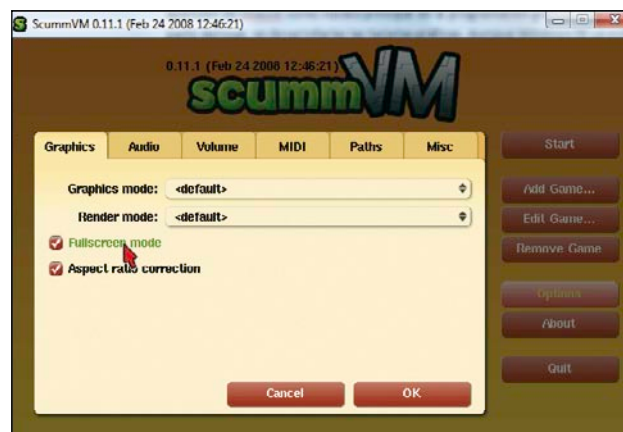 ScummVM 0.11.1 (Feb 24 2008 12:46:21)
0.11.1 (Feb 24 2008 12:46:21)
SCUMMVM
Graphics Audio Volume MIDI Paths Misc
Start
Graphics mode: <default>
Add Game...
Render mode: <default>
Edit Game...
Fullscreen mode
Remove Game
Aspect ratio correction
Options
About
Quit
Cancel OK